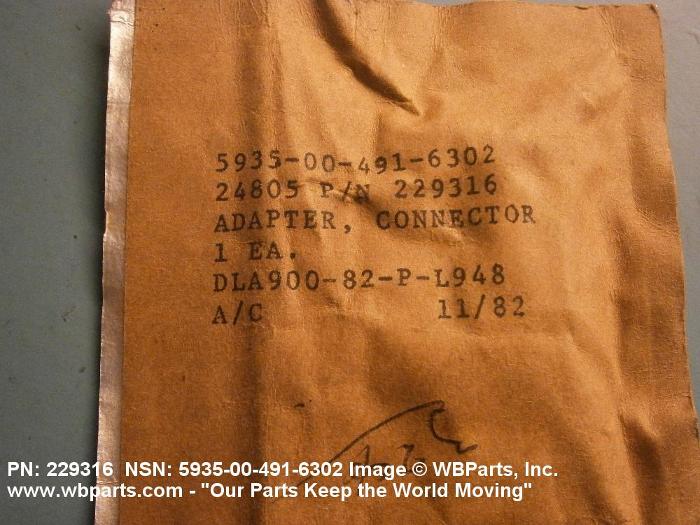 5935-00-491-6302
24805 P/N 229316
ADAPTER, CONNECTOR
1 EA.
DLA900-82-P-L948
A/C 11/82
PN: 229316 NSN: 5935-00-491-6302 Image © WBParts, Inc.
www.wbparts.com - "Our Parts Keep the World Moving"